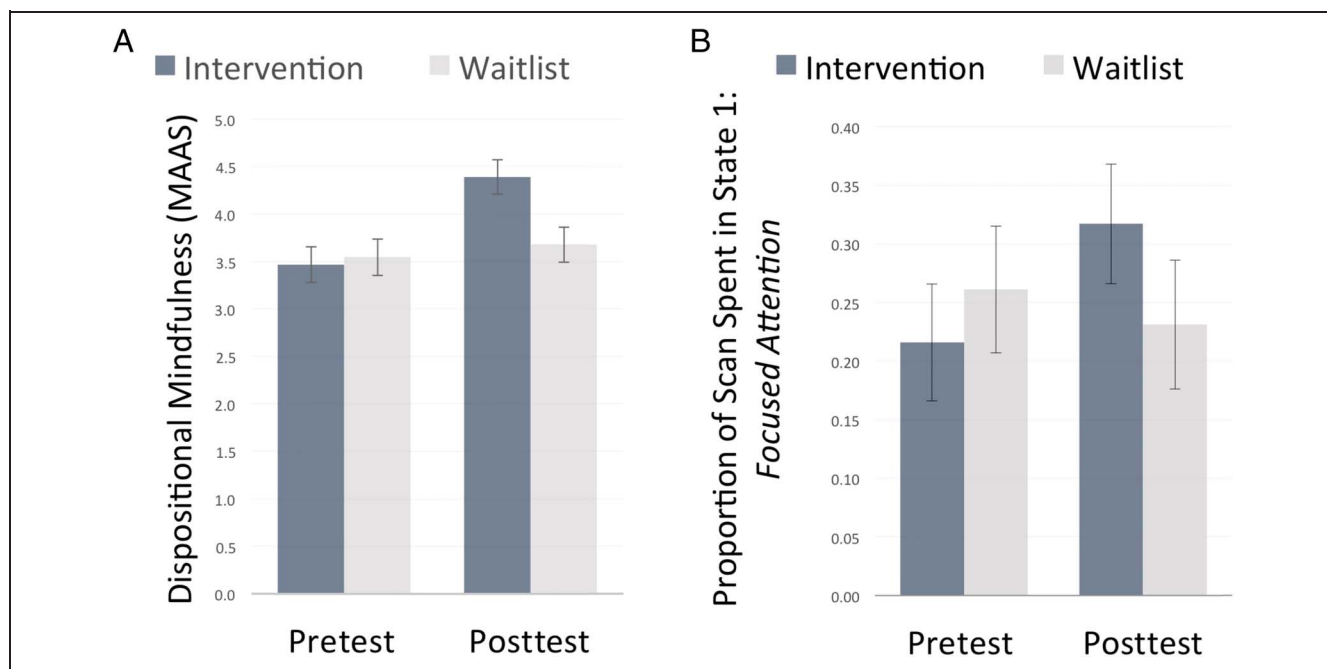 A
Intervention Waitlist
Dispositional Mindfulness (MAAS)
5.0
4.5
4.0
3.5
3.0
2.5
2.0
1.5
1.0
0.5
0.0
Pretest Posttest
B
Intervention Waitlist
Proportion of Scan Spent in State 1:
Focused Attention
0.40
0.35
0.30
0.25
0.20
0.15
0.10
0.05
0.00
Pretest Posttest